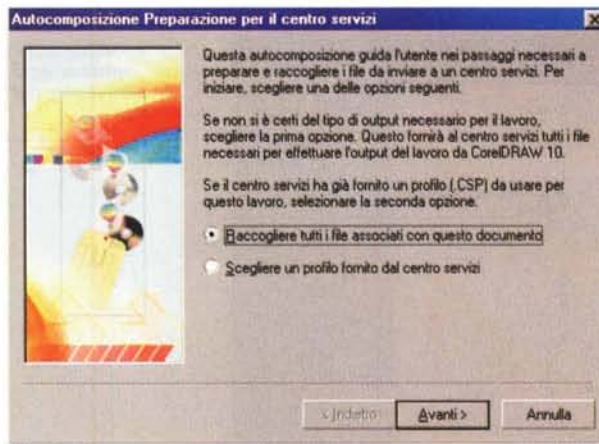 Autocomposizione Preparazione per il centro servizi
Questa autocomposizione guida l'utente nei passaggi necessari a
preparare e raccogliere i file da inviare a un centro servizi. Per
iniziare, scegliere una delle opzioni seguenti.
Se non si è certi del tipo di output necessario per il lavoro,
scegliere la prima opzione. Questo fornirà al centro servizi tutti i file
necessari per effettuare l'output del lavoro da CorelDRAW 10.
Se il centro servizi ha già fornito un profilo (.CSP) da usare per
questo lavoro, selezionare la seconda opzione.
Raccogliere tutti i file associati con questo documento
Scegliere un profilo fornito dal centro servizi
< Indietro Avanti > Annulla